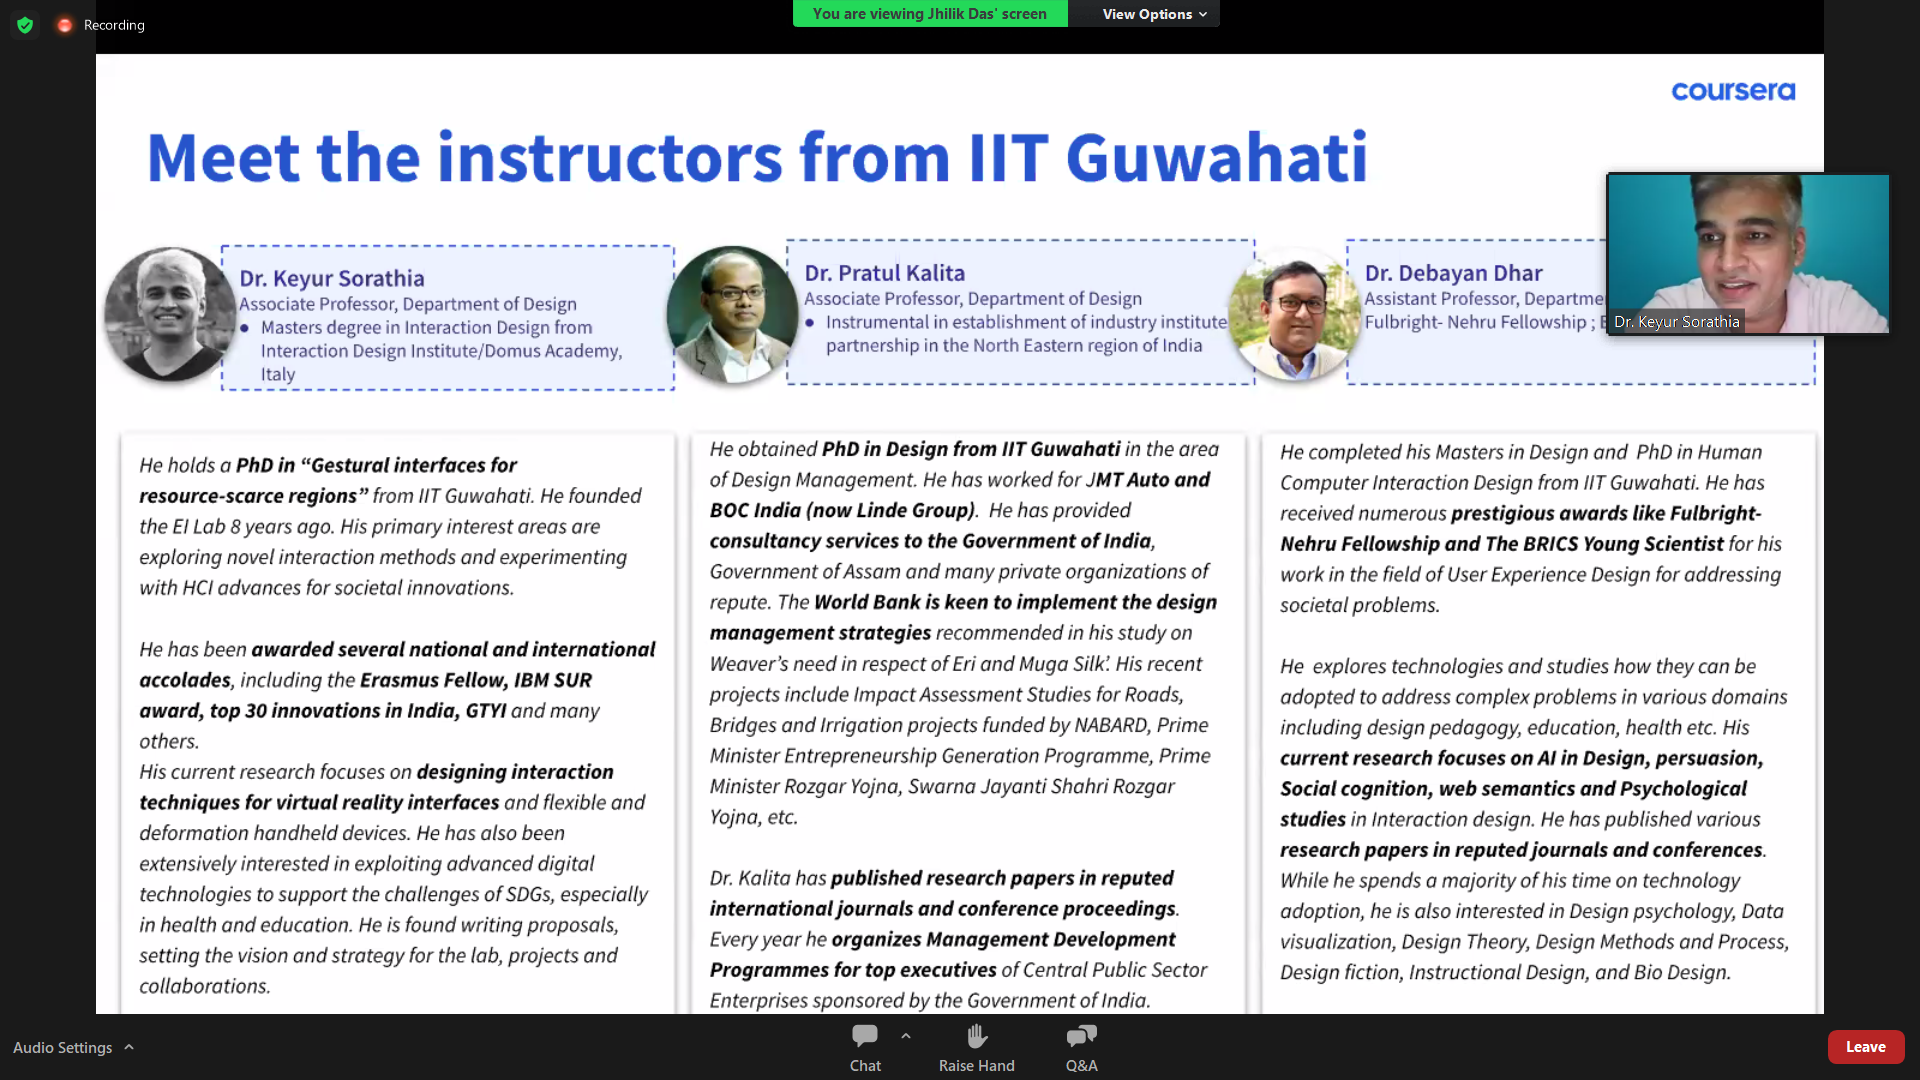 Recording
You are viewing Jhilik Das' screen
View Options
coursera
Meet the instructors from IIT Guwahati
Dr. Keyur Sorathia
Associate Professor, Department of Design
● Masters degree in Interaction Design from
Interaction Design Institute/Domus Academy,
Italy
Dr. Pratul Kalita
Associate Professor, Department of Design
● Instrumental in establishment of industry institute
partnership in the North Eastern region of India
Dr. Debayan Dhar
Assistant Professor,
Fulbright- Nehru Fellowship ;
Dr. Keyur Sorathia
He holds a PhD in “Gestural interfaces for
resource-scarce regions” from IIT Guwahati. He founded
the EI Lab 8 years ago. His primary interest areas are
exploring novel interaction methods and experimenting
with HCI advances for societal innovations.
He has been awarded several national and international
accolades, including the Erasmus Fellow, IBM SUR
award, top 30 innovations in India, GTYI and many
others.
His current research focuses on designing interaction
techniques for virtual reality interfaces and flexible and
deformation handheld devices. He has also been
extensively interested in exploiting advanced digital
technologies to support the challenges of SDGs, especially
in health and education. He is found writing proposals,
setting the vision and strategy for the lab, projects and
collaborations.
He obtained PhD in Design from IIT Guwahati in the area
of Design Management. He has worked for JMT Auto and
BOC India (now Linde Group). He has provided
consultancy services to the Government of India,
Government of Assam and many private organizations of
repute. The World Bank is keen to implement the design
management strategies recommended in his study on
Weaver’s need in respect of Eri and Muga Silk’. His recent
projects include Impact Assessment Studies for Roads,
Bridges and Irrigation projects funded by NABARD, Prime
Minister Entrepreneurship Generation Programme, Prime
Minister Rozgar Yojna, Swarna Jayanti Shahri Rozgar
Yojna, etc.
Dr. Kalita has published research papers in reputed
international journals and conference proceedings.
Every year he organizes Management Development
Programmes for top executives of Central Public Sector
Enterprises sponsored by the Government of India.
He completed his Masters in Design and PhD in Human
Computer Interaction Design from IIT Guwahati. He has
received numerous prestigious awards like Fulbright-
Nehru Fellowship and The BRICS Young Scientist for his
work in the field of User Experience Design for addressing
societal problems.
He explores technologies and studies how they can be
adopted to address complex problems in various domains
including design pedagogy, education, health etc. His
current research focuses on AI in Design, persuasion,
Social cognition, web semantics and Psychological
studies in Interaction design. He has published various
research papers in reputed journals and conferences.
While he spends a majority of his time on technology
adoption, he is also interested in Design psychology, Data
visualization, Design Theory, Design Methods and Process,
Design fiction, Instructional Design, and Bio Design.
Audio Settings
Chat
Raise Hand
Q&A
Leave